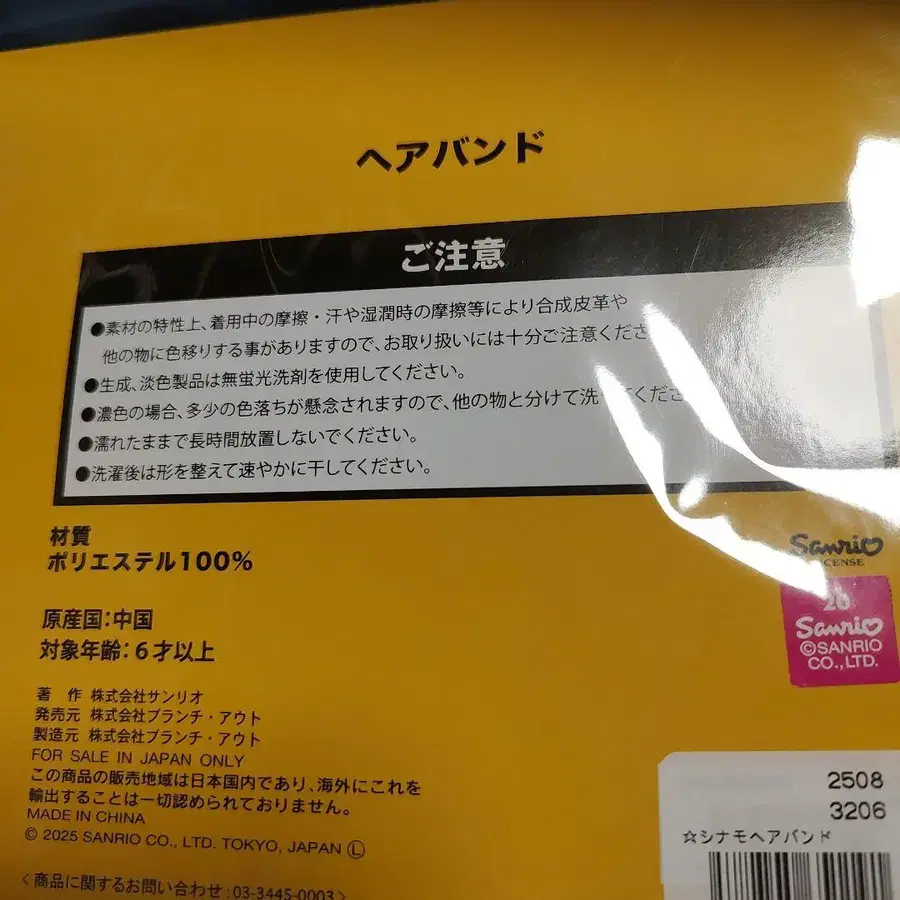 ヘアバンド
ご注意
●素材の特性上、着用中の摩擦・汗や湿潤時の摩擦等により合成皮革や
他の物に色移りする事がありますので、お取り扱いには十分ご注意くださ
●生成、淡色製品は無蛍光洗剤を使用してください。
●濃色の場合、多少の色落ちが懸念されますので、他の物と分けて洗ってくださ
●濡れたままで長時間放置しないでください。
●洗濯後は形を整えて速やかに干してください。
材質
ポリエステル100%
原産国:中国
対象年齢:6才以上
著 作 株式会社サンリオ
発売元 株式会社ブランチ・アウト
製造元 株式会社ブランチ・アウト
FOR SALE IN JAPAN ONLY
この商品の販売地域は日本国内であり、海外にこれを
輸出することは一切認められておりません。
MADE IN CHINA
© 2025 SANRIO CO., LTD. TOKYO, JAPAN Ⓛ
<商品に関するお問い合わせ:03-3445-0003>
Sanrio
CENSE
26
Sanrio
©SANRIO
CO.,LTD.
2508
3206
☆シナモヘアバンド